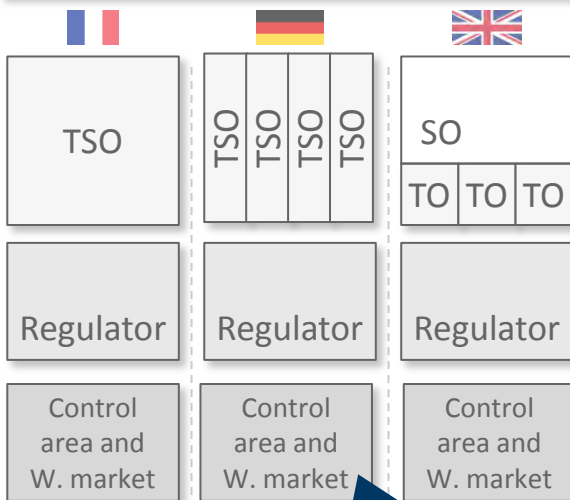 TSO
TSO
TSO
TSO
TSO
SO
TO
TO
TO
Regulator
Regulator
Regulator
Control
area and
W. market
Control
area and
W. market
Control
area and
W. market